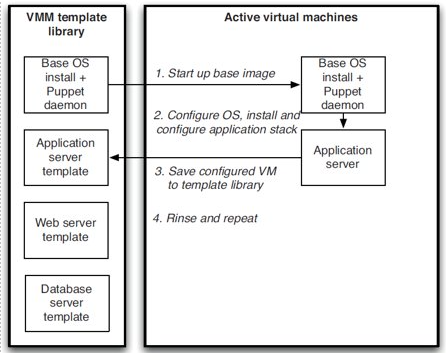 VMM template
library
Active virtual machines
Base OS
install +
Puppet
daemon
1. Start up base image
Base OS
install +
Puppet
daemon
2. Configure OS, install and
configure application stack
Application
server
template
Application
server
3. Save configured VM
to template library
Web server
template
4. Rinse and repeat
Database
server
template